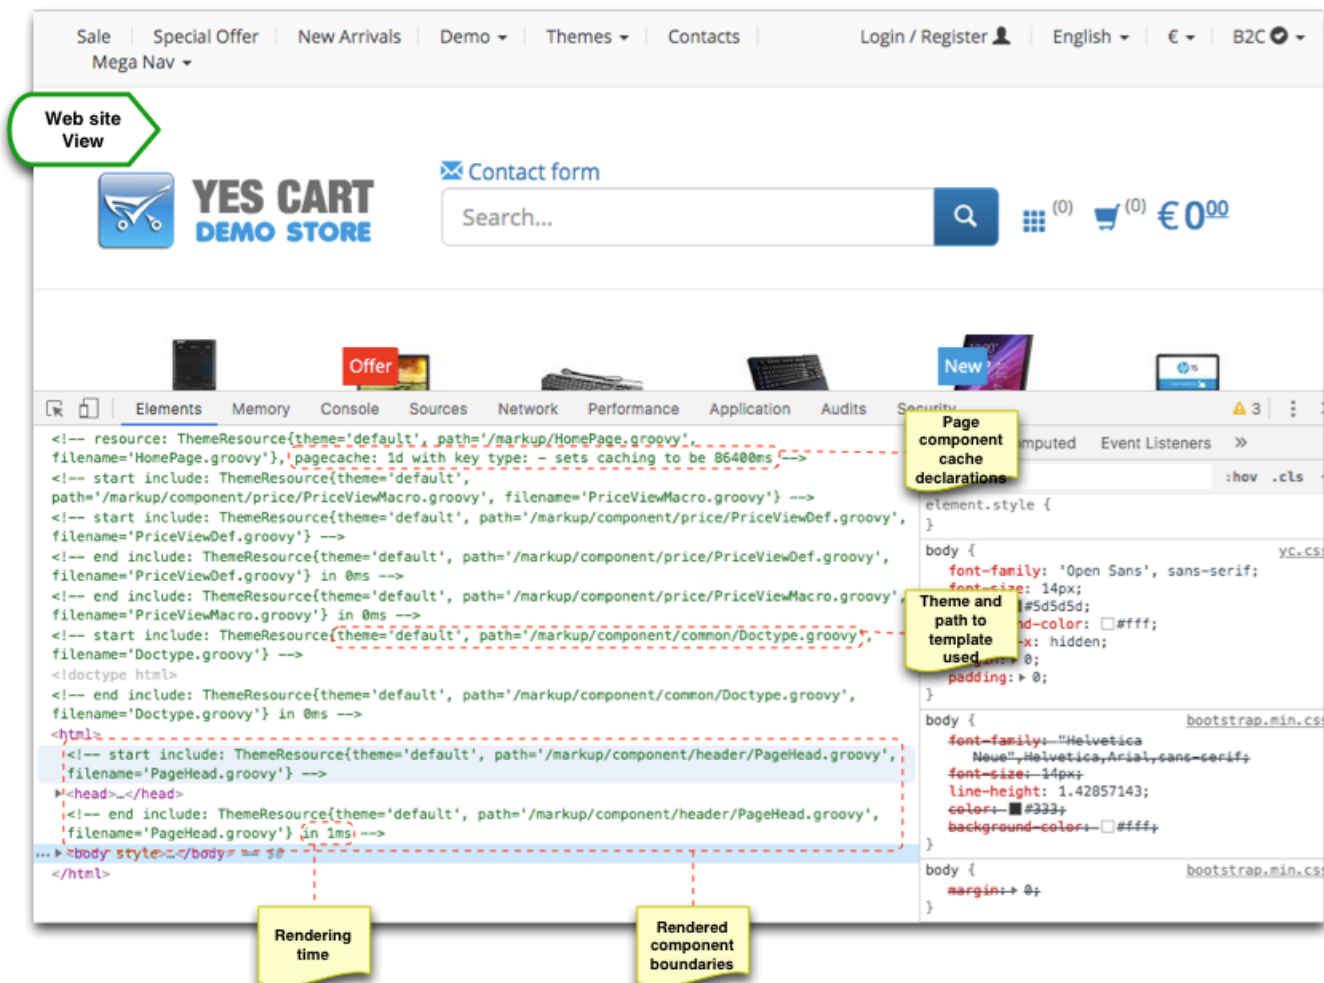 Sale Special Offer New Arrivals Demo Themes Contacts Login / Register English € B2C
Mega Nav
Web site
View
Contact form
YES CART
DEMO STORE
Search...
(0) (0) €0.00
Offer
New
Elements Memory Console Sources Network Performance Application Audits Security 3
<!-- resource: ThemeResource{theme='default', path='/markup/HomePage.groovy',
filename='HomePage.groovy'}, pagecache: 1d with key type: - sets caching to be 86400ms -->
<!-- start include: ThemeResource{theme='default',
path='/markup/component/price/PriceViewMacro.groovy', filename='PriceViewMacro.groovy'} -->
<!-- start include: ThemeResource{theme='default', path='/markup/component/price/PriceViewDef.groovy',
filename='PriceViewDef.groovy'} -->
<!-- end include: ThemeResource{theme='default', path='/markup/component/price/PriceViewDef.groovy',
filename='PriceViewDef.groovy'} in 0ms -->
<!-- end include: ThemeResource{theme='default', path='/markup/component/price/PriceViewMacro.groovy',
filename='PriceViewMacro.groovy'} in 0ms -->
<!-- start include: ThemeResource{theme='default', path='/markup/component/common/Doctype.groovy',
filename='Doctype.groovy'} -->
<!doctype html>
<!-- end include: ThemeResource{theme='default', path='/markup/component/common/Doctype.groovy',
filename='Doctype.groovy'} in 0ms -->
<html>
<!-- start include: ThemeResource{theme='default', path='/markup/component/header/PageHead.groovy',
filename='PageHead.groovy'} -->
<head>…</head>
<!-- end include: ThemeResource{theme='default', path='/markup/component/header/PageHead.groovy',
filename='PageHead.groovy'} in 1ms -->
... <body style>…</body> == $0
</html>
Page
component
cache
declarations
omputed Event Listeners »
:hov .cls
element.style {
}
body { yc.css
font-family: 'Open Sans', sans-serif;
font-size: 14px;
#5d5d5d;
nd-color: #fff;
x: hidden;
0;
padding: 0;
}
Theme and
path to
template
used
body { bootstrap.min.css
font-family: "Helvetica
Neue",Helvetica,Arial,sans-serif;
font-size: 14px;
line-height: 1.42857143;
color: #333;
background-color: #fff;
}
body { bootstrap.min.css
margin: 0;
}
Rendering
time
Rendered
component
boundaries